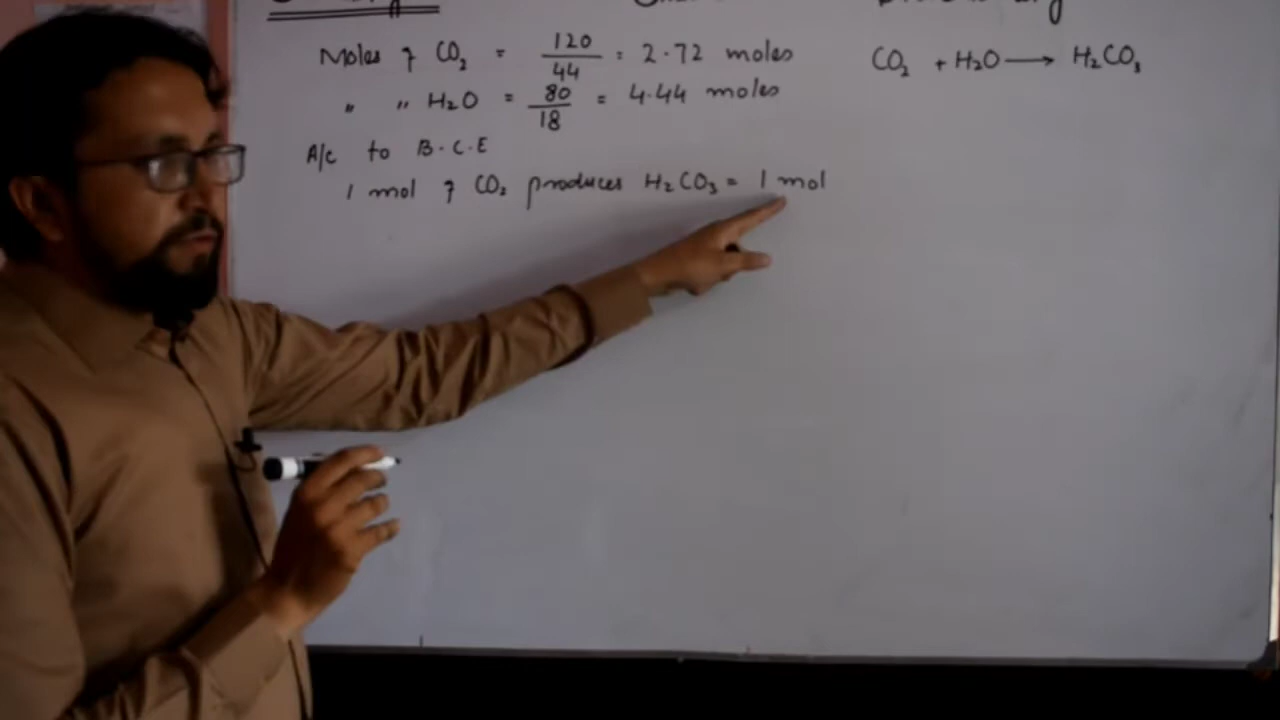 Moles of CO₂ = 120/44 = 2.72 moles
CO₂ + H₂O → H₂CO₃
" " H₂O = 80/18 = 4.44 moles
A/c to B.C.E
1 mol of CO₂ produces H₂CO₃ = 1 mol